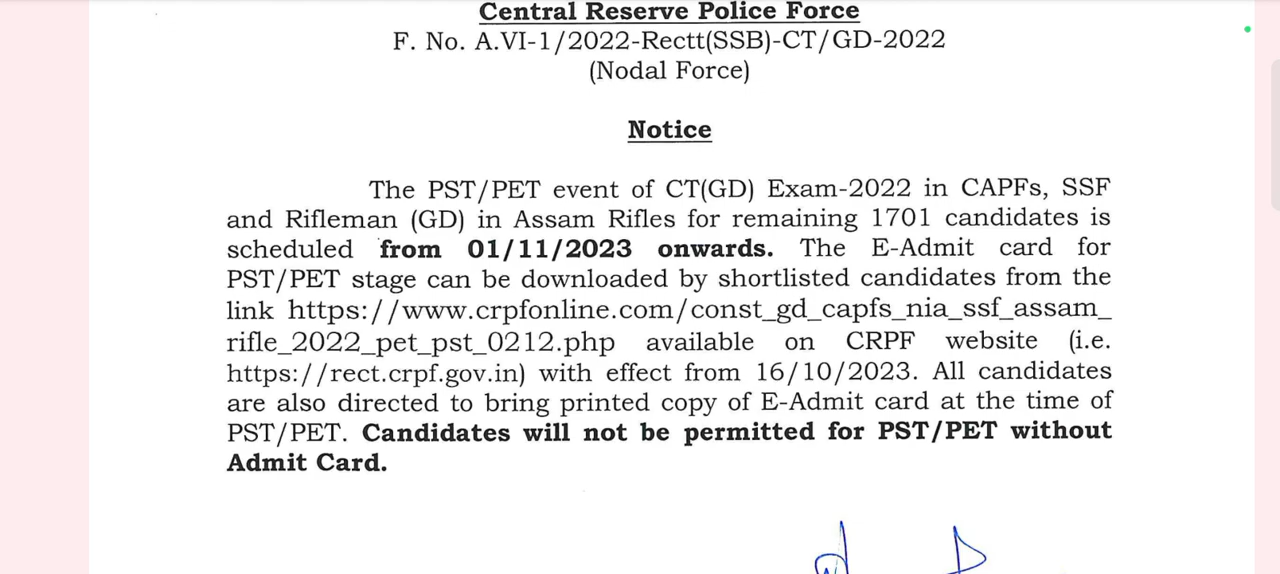 Central Reserve Police Force
F. No. A.VI-1/2022-Rectt(SSB)-CT/GD-2022
(Nodal Force)
Notice
The PST/PET event of CT(GD) Exam-2022 in CAPFs, SSF
and Rifleman (GD) in Assam Rifles for remaining 1701 candidates is
scheduled from 01/11/2023 onwards. The E-Admit card for
PST/PET stage can be downloaded by shortlisted candidates from the
link https://www.crpfonline.com/const_gd_capfs_nia_ssf_assam_
rifle_2022_pet_pst_0212.php available on CRPF website (i.e.
https://rect.crpf.gov.in) with effect from 16/10/2023. All candidates
are also directed to bring printed copy of E-Admit card at the time of
PST/PET. Candidates will not be permitted for PST/PET without
Admit Card.